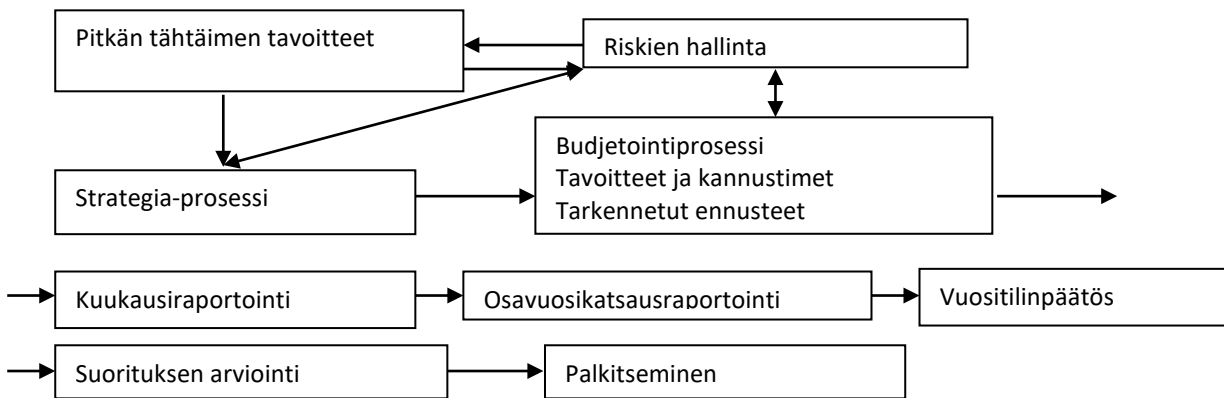 Pitkän tähtäimen tavoitteet
Riskien hallinta
Strategia-prosessi
Budjetointiprosessi
Tavoitteet ja kannustimet
Tarkennetut ennusteet
Kuukausiraportointi
Osavuosikatsausraportointi
Vuositilinpäätös
Suorituksen arviointi
Palkitseminen